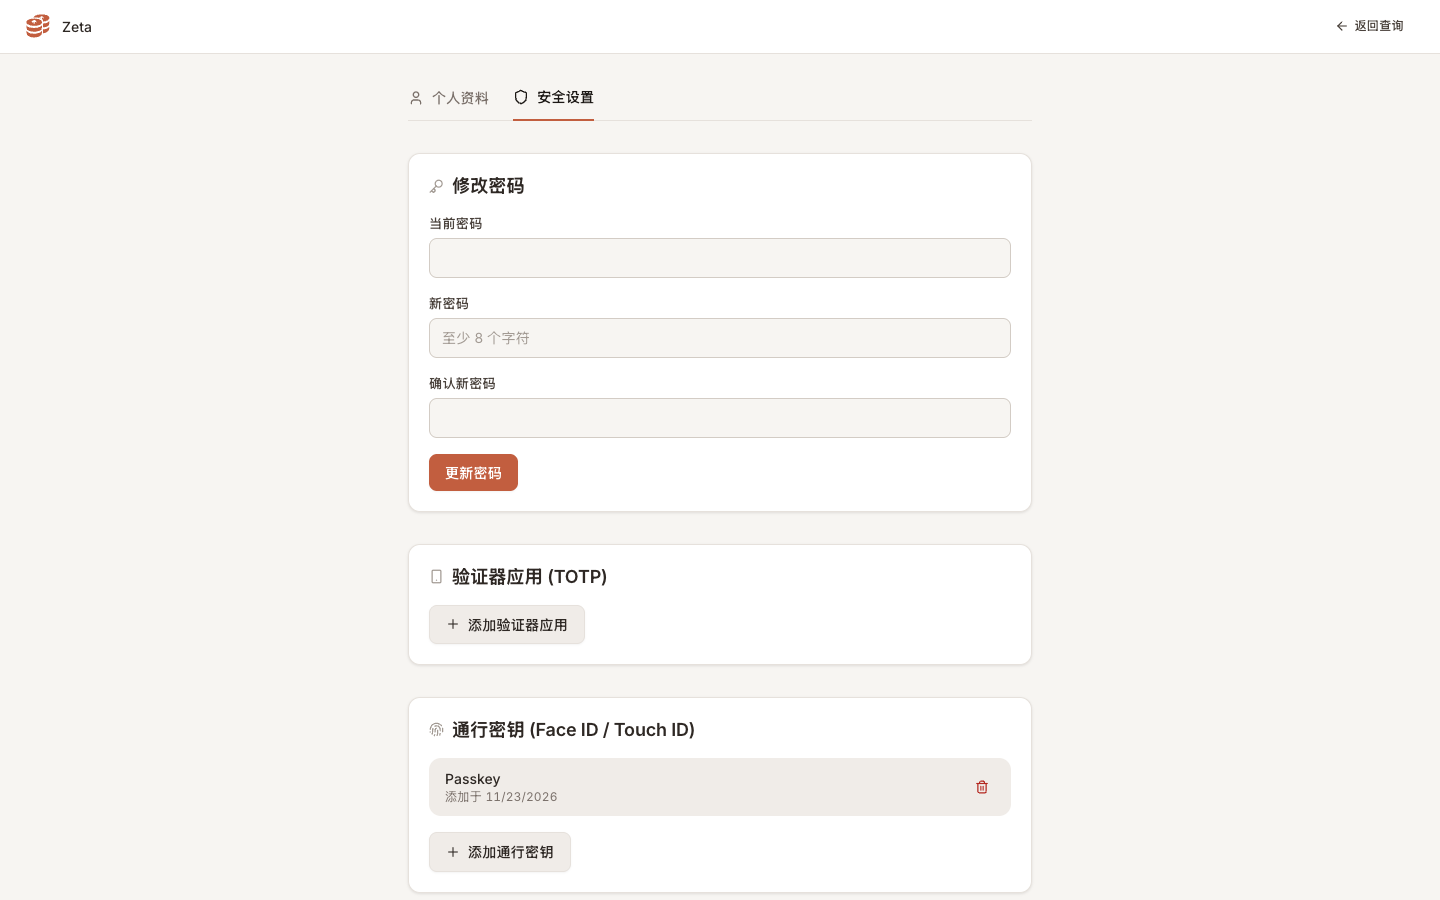 Zeta
返回查询
个人资料
安全设置
修改密码
当前密码
新密码
至少 8 个字符
确认新密码
更新密码
验证器应用 (TOTP)
添加验证器应用
通行密钥 (Face ID / Touch ID)
Passkey
添加于 11/23/2026
添加通行密钥